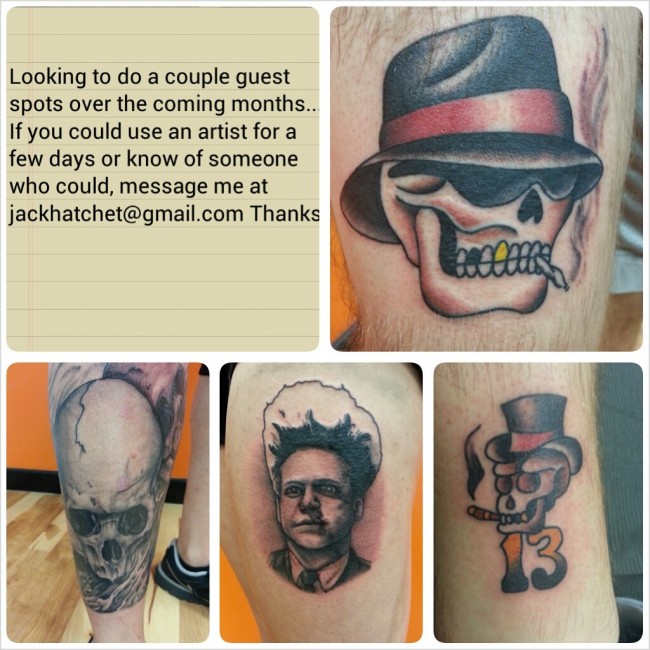 Looking to do a couple guest
spots over the coming months...
If you could use an artist for a
few days or know of someone
who could, message me at
jackhatchet@gmail.com Thanks
13